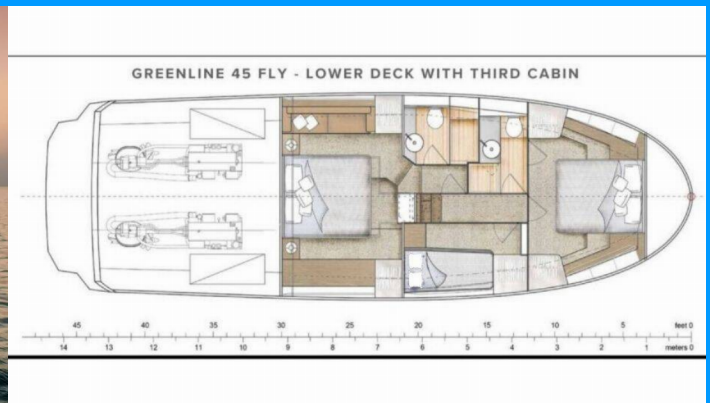 GREENLINE 45 FLY - LOWER DECK WITH THIRD CABIN
45 40 35 30 25 20 15 10 5 feet 0
14 13 12 11 10 9 8 7 6 5 4 3 2 1 meters 0